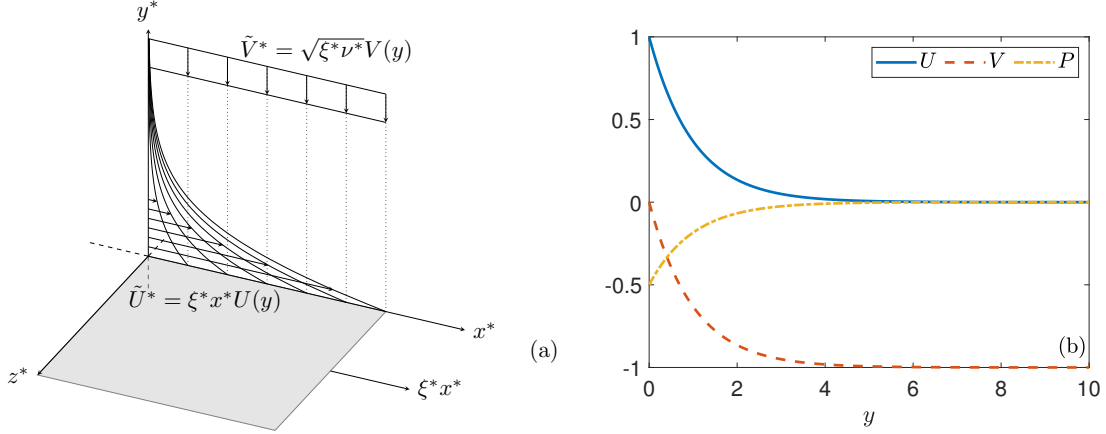 y*
Ṽ* = √ξ*ν* V(y)
Ũ* = ξ*x*U(y)
x*
z*
ξ*x*
(a)
U V P
1
0.5
0
-0.5
-1
0 2 4 6 8 10
y
(b)